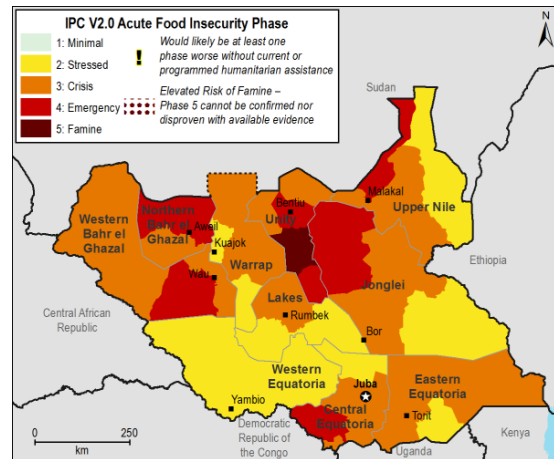 IPC V2.0 Acute Food Insecurity Phase
1: Minimal
2: Stressed
3: Crisis
4: Emergency
5: Famine
!
Would likely be at least one
phase worse without current or
programmed humanitarian
assistance
Elevated Risk of Famine –
Phase 5 cannot be confirmed nor
disproven with available evidence
N
Sudan
Malakal
Upper Nile
Bentiu
Unity
Northern
Bahr el
Ghazal
Aweil
Western
Bahr el
Ghazal
Kuajok
Warrap
Wau
Ethiopia
Jonglei
Lakes
Rumbek
Central African
Republic
Bor
Western
Equatoria
Juba
Eastern
Equatoria
Yambio
Central
Equatoria
Torit
Democratic
Republic of
the Congo
Uganda
Kenya
0 250
km